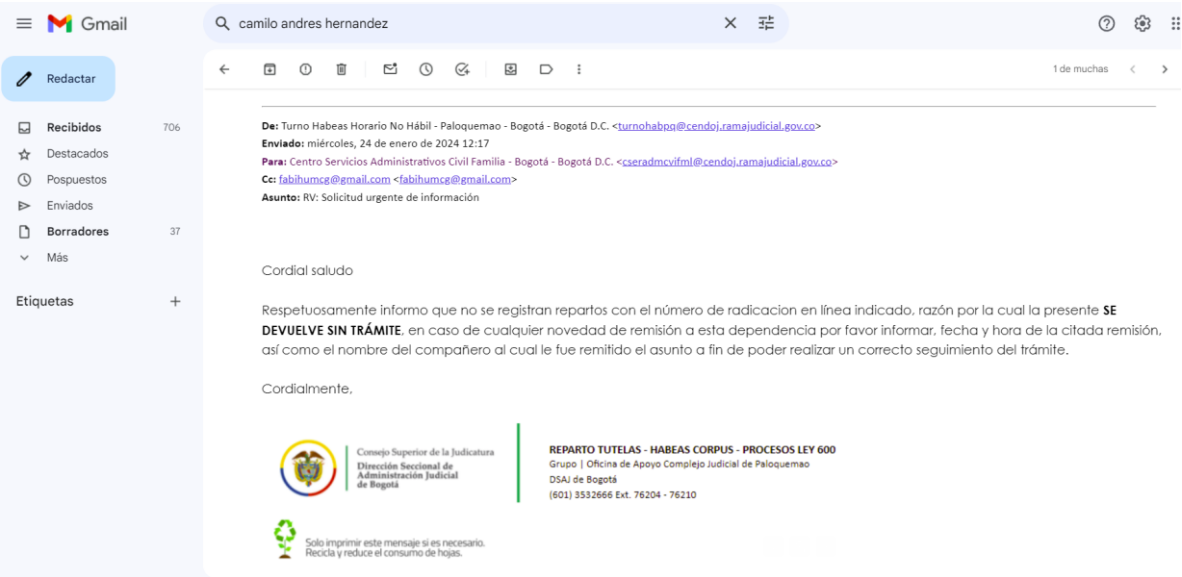 Gmail
camilo andres hernandez
Redactar
1 de muchas
Recibidos 706
Destacados
Pospuestos
Enviados
Borradores 37
Más
Etiquetas
De: Turno Habeas Horario No Hábil - Paloquemao - Bogotá - Bogotá D.C. <turnohabpq@cendoj.ramajudicial.gov.co>
Enviado: miércoles, 24 de enero de 2024 12:17
Para: Centro Servicios Administrativos Civil Familia - Bogotá - Bogotá D.C. <cseradmcvifml@cendoj.ramajudicial.gov.co>
Cc: fabihumcg@gmail.com <fabihumcg@gmail.com>
Asunto: RV: Solicitud urgente de información
Cordial saludo
Respetuosamente informo que no se registran repartos con el número de radicacion en línea indicado, razón por la cual la presente SE
DEVUELVE SIN TRÁMITE, en caso de cualquier novedad de remisión a esta dependencia por favor informar, fecha y hora de la citada remisión,
así como el nombre del compañero al cual le fue remitido el asunto a fin de poder realizar un correcto seguimiento del trámite.
Cordialmente,
Consejo Superior de la Judicatura
Dirección Seccional de
Administración Judicial
de Bogotá
REPARTO TUTELAS - HABEAS CORPUS - PROCESOS LEY 600
Grupo | Oficina de Apoyo Complejo Judicial de Paloquemao
DSAJ de Bogotá
(601) 3532666 Ext. 76204 - 76210
Solo imprimir este mensaje si es necesario.
Recicla y reduce el consumo de hojas.